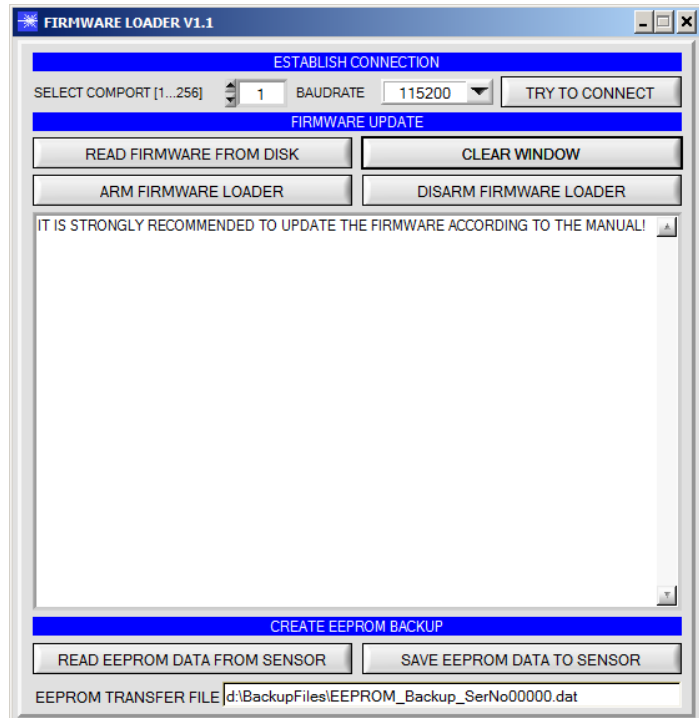 FIRMWARE LOADER V1.1
ESTABLISH CONNECTION
SELECT COMPORT [1...256] 1 BAUDRATE 115200 TRY TO CONNECT
FIRMWARE UPDATE
READ FIRMWARE FROM DISK CLEAR WINDOW
ARM FIRMWARE LOADER DISARM FIRMWARE LOADER
IT IS STRONGLY RECOMMENDED TO UPDATE THE FIRMWARE ACCORDING TO THE MANUAL!
CREATE EEPROM BACKUP
READ EEPROM DATA FROM SENSOR SAVE EEPROM DATA TO SENSOR
EEPROM TRANSFER FILE d:\BackupFiles\EEPROM_Backup_SerNo00000.dat